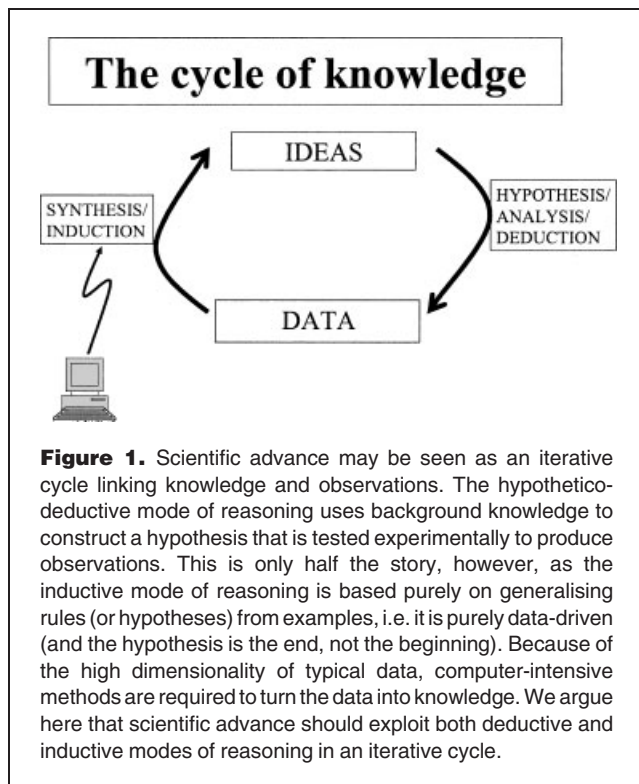 The cycle of knowledge
IDEAS
SYNTHESIS/
INDUCTION
HYPOTHESIS/
ANALYSIS/
DEDUCTION
DATA
Figure 1. Scientific advance may be seen as an iterative
cycle linking knowledge and observations. The hypothetico-
deductive mode of reasoning uses background knowledge to
construct a hypothesis that is tested experimentally to produce
observations. This is only half the story, however, as the
inductive mode of reasoning is based purely on generalising
rules (or hypotheses) from examples, i.e. it is purely data-driven
(and the hypothesis is the end, not the beginning). Because of
the high dimensionality of typical data, computer-intensive
methods are required to turn the data into knowledge. We argue
here that scientific advance should exploit both deductive and
inductive modes of reasoning in an iterative cycle.